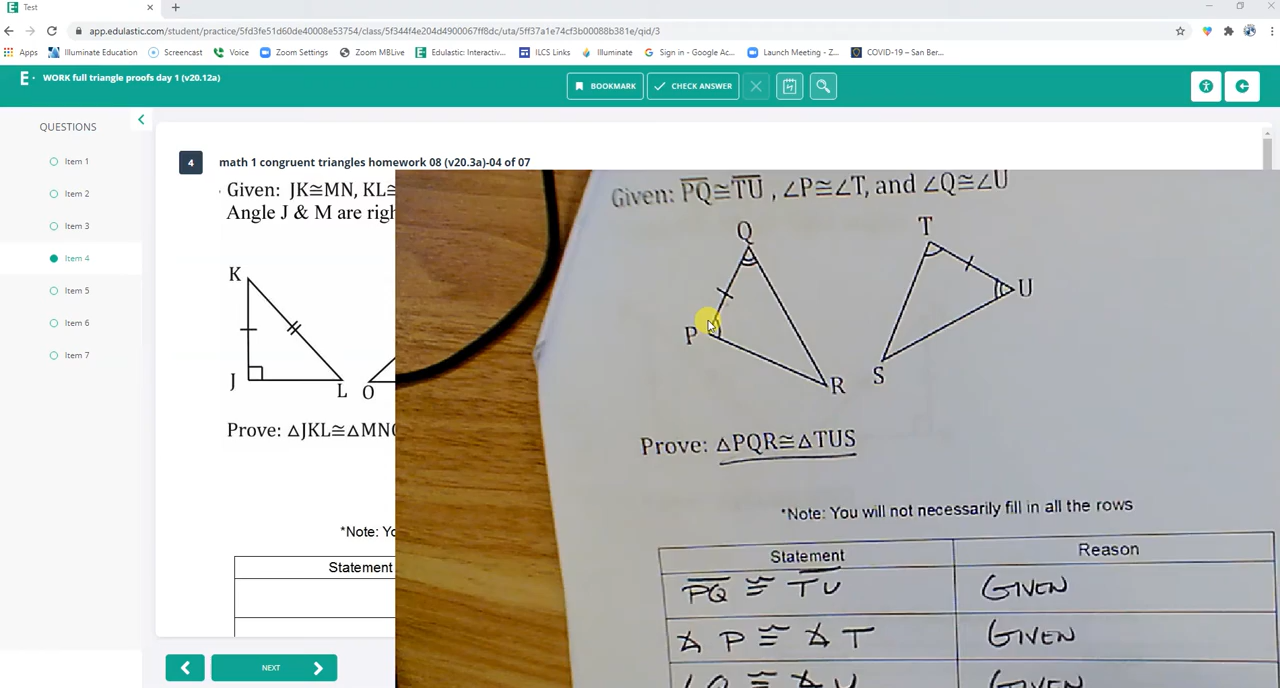 Test
app.edulastic.com/student/practice/5fd3fe51d60de40008e53754/class/5f344f4e204d4900067ff8dc/uta/5ff37a1e74cf3b00088b381e/qid/3
Apps
Illuminate Education
Screencast
Voice
Zoom Settings
Zoom MBLive
Edulastic: Interactiv...
ILCS Links
Illuminate
Sign in - Google Ac...
Launch Meeting - Z...
COVID-19 – San Ber...
E
WORK full triangle proofs day 1 (v20.12a)
BOOKMARK
CHECK ANSWER
QUESTIONS
Item 1
Item 2
Item 3
Item 4
Item 5
Item 6
Item 7
4
math 1 congruent triangles homework 08 (v20.3a)-04 of 07
Given: JK≅MN, KL≅
Angle J & M are righ
K
J
L
O
Prove: △JKL≅△MN
*Note: Yo
Statement
Given: PQ≅TU , ∠P≅∠T, and ∠Q≅∠U
Q
P
R
T
U
S
Prove: △PQR≅△TUS
*Note: You will not necessarily fill in all the rows
Statement
Reason
PQ ≅ TU
GIVEN
∡ P ≅ ∡ T
GIVEN
∠Q ≅ ∡ U
GIVEN
NEXT